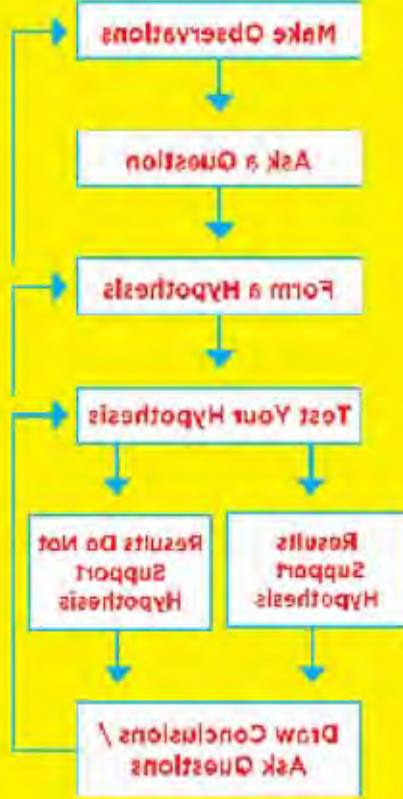 Make Observations
Ask a Question
Form a Hypothesis
Test Your Hypothesis
Results
Support
Hypothesis
Results Do Not
Support
Hypothesis
Draw Conclusions /
Ask Questions